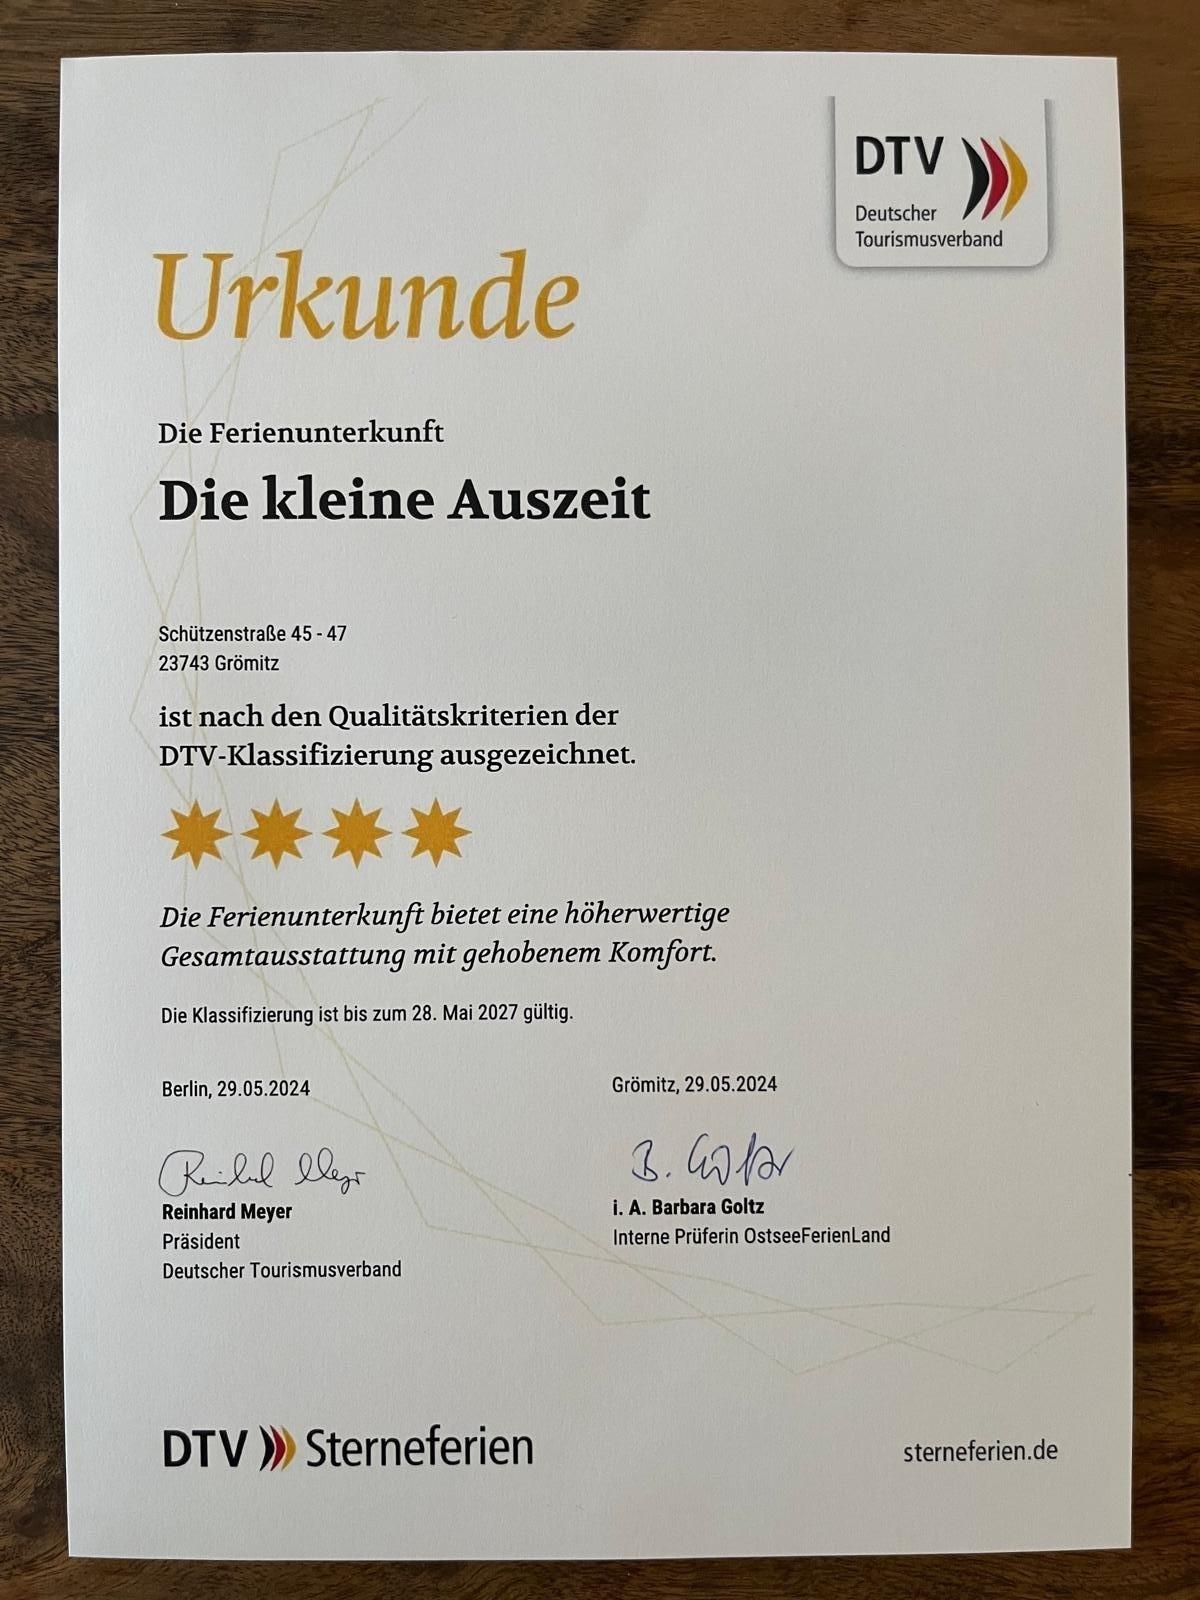 DTV
Deutscher
Tourismusverband
Urkunde
Die Ferienunterkunft
Die kleine Auszeit
Schützenstraße 45 - 47
23743 Grömitz
ist nach den Qualitätskriterien der
DTV-Klassifizierung ausgezeichnet.
Die Ferienunterkunft bietet eine höherwertige
Gesamtausstattung mit gehobenem Komfort.
Die Klassifizierung ist bis zum 28. Mai 2027 gültig.
Berlin, 29.05.2024
Reinhard Meyer
Reinhard Meyer
Präsident
Deutscher Tourismusverband
Grömitz, 29.05.2024
B. Goltz
i. A. Barbara Goltz
Interne Prüferin OstseeFerienLand
DTV Sterneferien
sterneferien.de